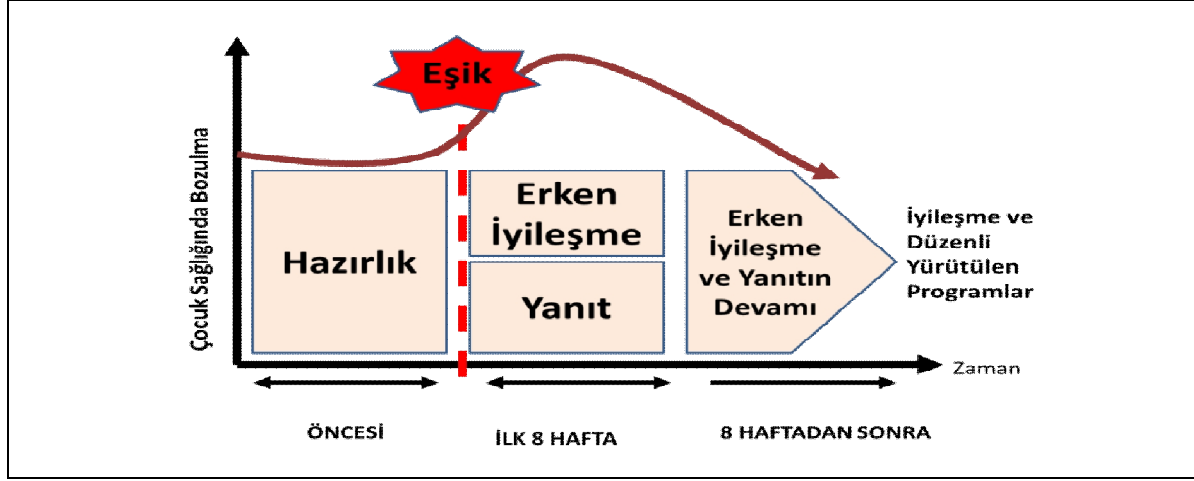 Çocuk Sağlığında Bozulma
Eşik
Hazırlık
Erken
İyileşme
Yanıt
Erken
İyileşme
ve Yanıtın
Devamı
İyileşme ve
Düzenli
Yürütülen
Programlar
Zaman
ÖNCESİ
İLK 8 HAFTA
8 HAFTADAN SONRA